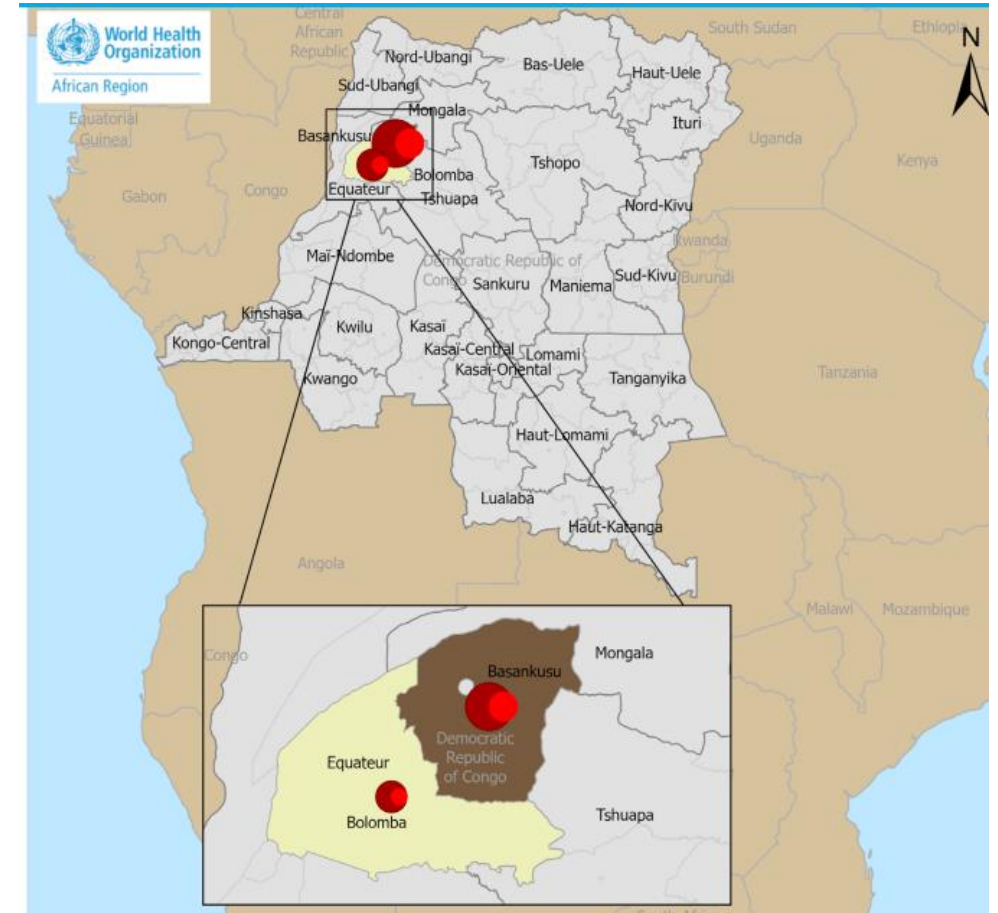 World Health
Organization
African Region
Central
African
Republic
South Sudan
Ethiopia
N
Nord-Ubangi
Bas-Uele
Haut-Uele
Sud-Ubangi
Mongala
Ituri
Equatorial
Guinea
Basankusu
Uganda
Kenya
Tshopo
Bolomba
Gabon
Congo
Equateur
Tshuapa
Nord-Kivu
Rwanda
Maï-Ndombe
Democratic Republic of
Congo
Sankuru
Maniema
Sud-Kivu
Burundi
Kinshasa
Kwilu
Kasaï
Kongo-Central
Kasaï-Central
Lomami
Kasaï-Oriental
Kwango
Tanganyika
Tanzania
Haut-Lomami
Lualaba
Haut-Katanga
Angola
Malawi
Mozambique
Congo
Mongala
Basankusu
Democratic
Republic
of Congo
Equateur
Bolomba
Tshuapa